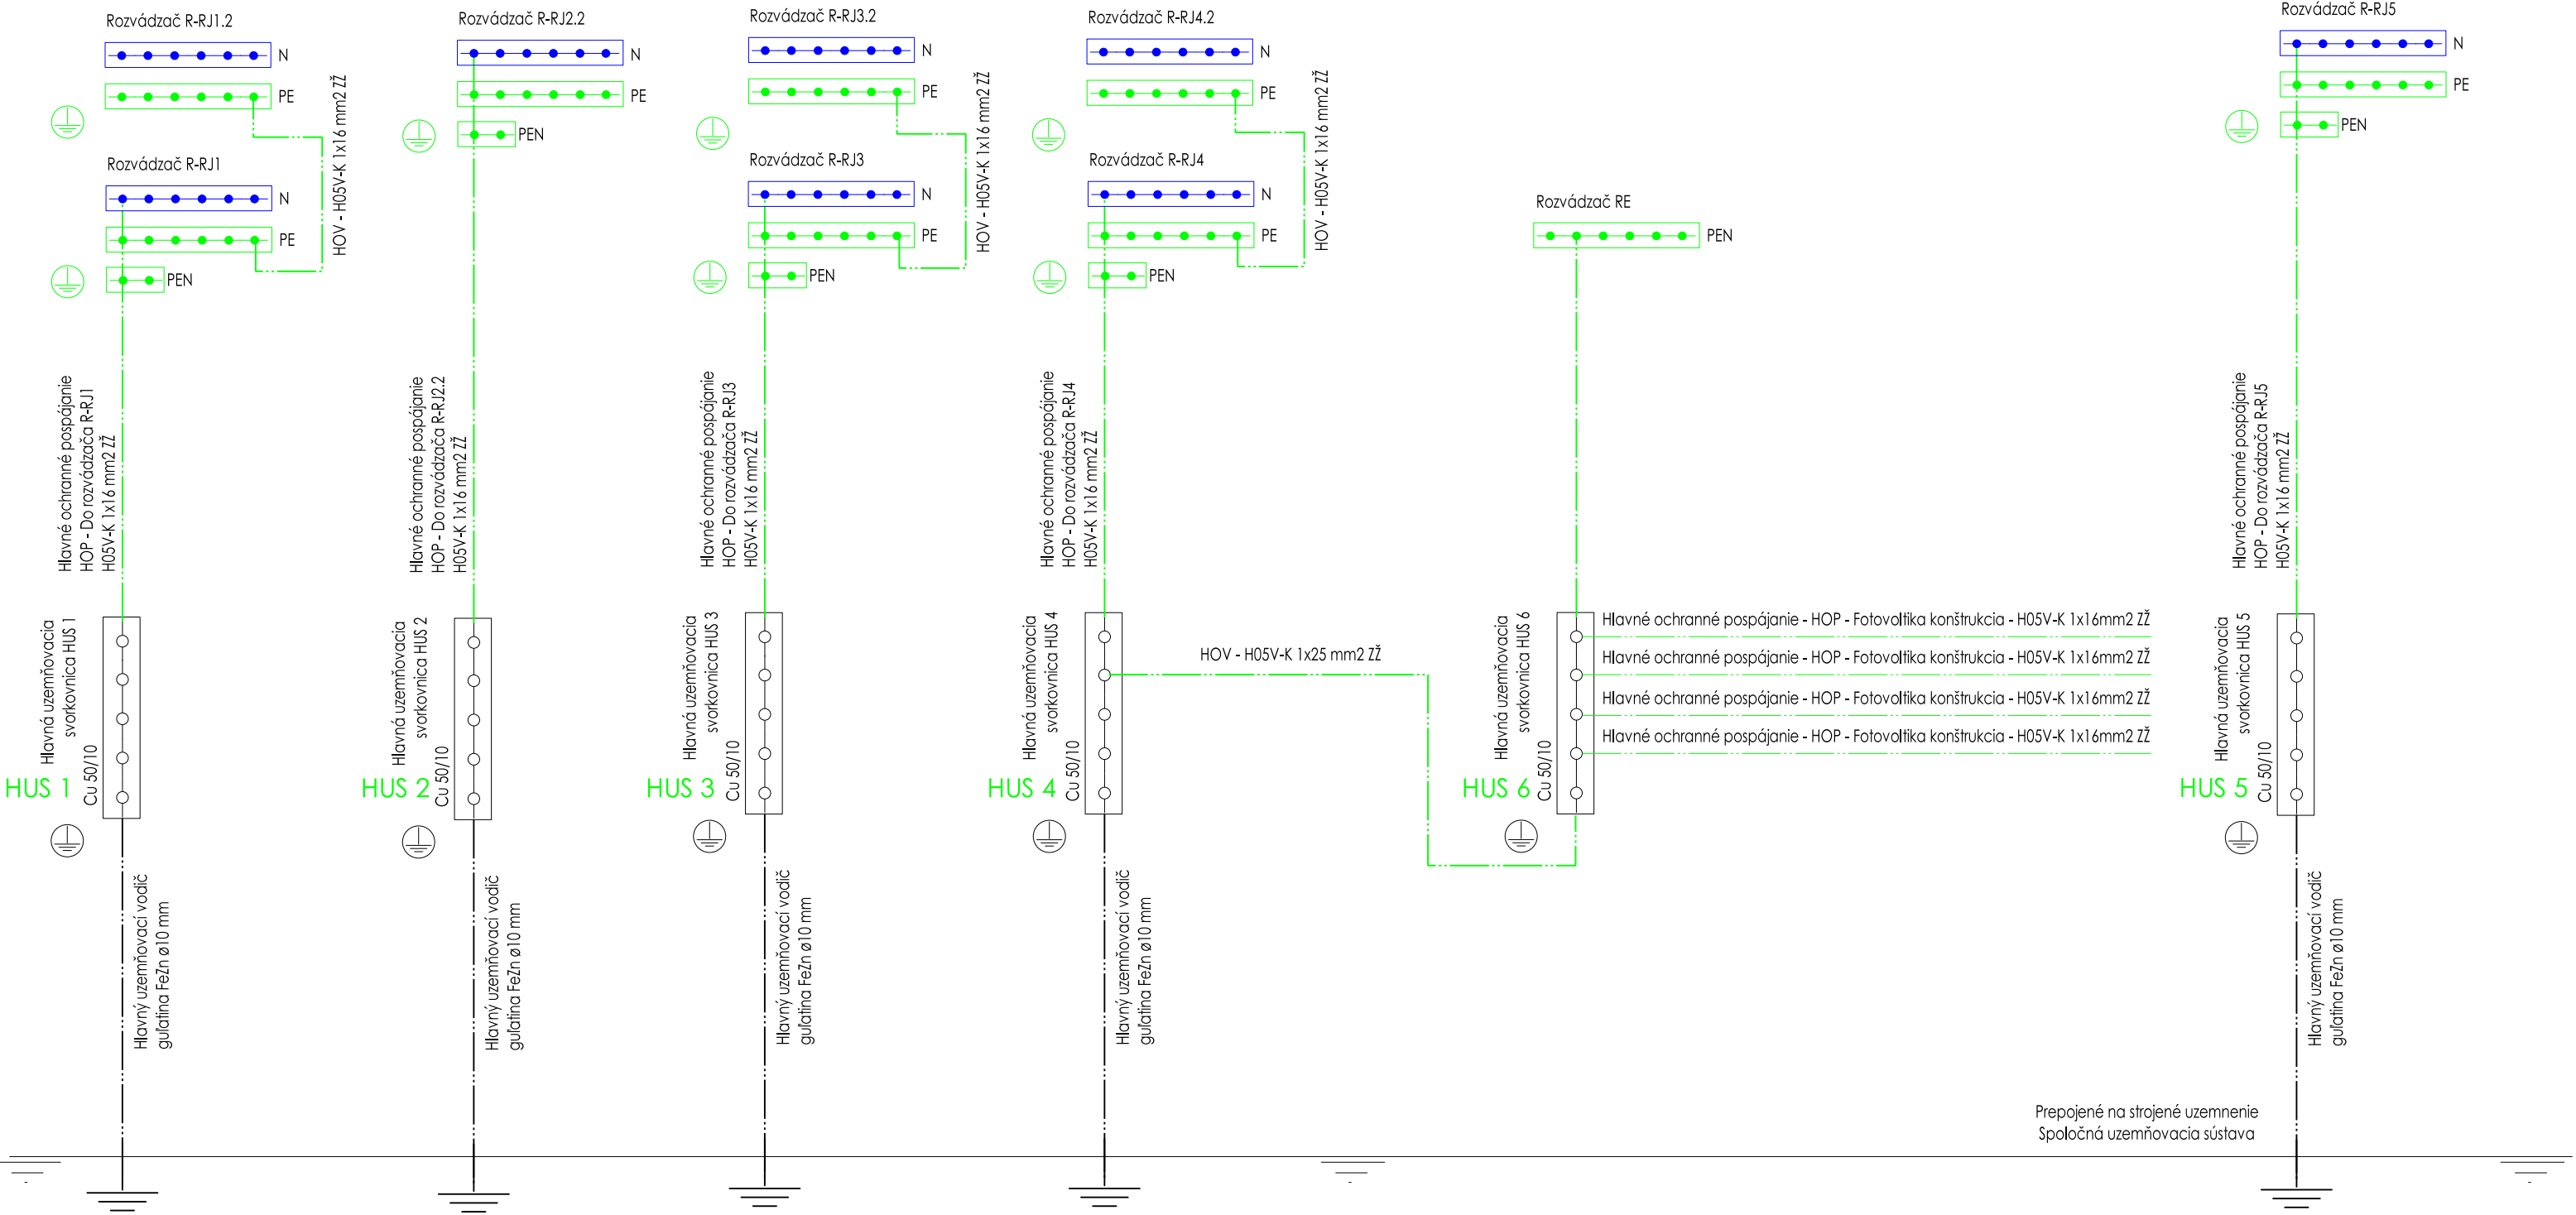 Rozvádzač R-RJ1.2
N
PE
HOV - H05V-K 1x16 mm2 ZŽ
Rozvádzač R-RJ1
N
PE
PEN
Hlavné ochranné pospájanie
HOP - Do rozvádzača R-RJ1
H05V-K 1x16 mm2 ZŽ
Hlavná uzemňovacia
svorkovnica HUS 1
Cu 50/10
HUS 1
Hlavný uzemňovací vodič
guľatina FeZn ø10 mm
Rozvádzač R-RJ2.2
N
PE
PEN
Hlavné ochranné pospájanie
HOP - Do rozvádzača R-RJ2.2
H05V-K 1x16 mm2 ZŽ
Hlavná uzemňovacia
svorkovnica HUS 2
Cu 50/10
HUS 2
Hlavný uzemňovací vodič
guľatina FeZn ø10 mm
Rozvádzač R-RJ3.2
N
PE
HOV - H05V-K 1x16 mm2 ZŽ
Rozvádzač R-RJ3
N
PE
PEN
Hlavné ochranné pospájanie
HOP - Do rozvádzača R-RJ3
H05V-K 1x16 mm2 ZŽ
Hlavná uzemňovacia
svorkovnica HUS 3
Cu 50/10
HUS 3
Hlavný uzemňovací vodič
guľatina FeZn ø10 mm
Rozvádzač R-RJ4.2
N
PE
HOV - H05V-K 1x16 mm2 ZŽ
Rozvádzač R-RJ4
N
PE
PEN
Hlavné ochranné pospájanie
HOP - Do rozvádzača R-RJ4
H05V-K 1x16 mm2 ZŽ
Hlavná uzemňovacia
svorkovnica HUS 4
Cu 50/10
HUS 4
Hlavný uzemňovací vodič
guľatina FeZn ø10 mm
HOV - H05V-K 1x25 mm2 ZŽ
Rozvádzač RE
PEN
Hlavná uzemňovacia
svorkovnica HUS 6
Cu 50/10
HUS 6
Hlavné ochranné pospájanie - HOP - Fotovoltika konštrukcia - H05V-K 1x16mm2 ZŽ
Hlavné ochranné pospájanie - HOP - Fotovoltika konštrukcia - H05V-K 1x16mm2 ZŽ
Hlavné ochranné pospájanie - HOP - Fotovoltika konštrukcia - H05V-K 1x16mm2 ZŽ
Hlavné ochranné pospájanie - HOP - Fotovoltika konštrukcia - H05V-K 1x16mm2 ZŽ
Rozvádzač R-RJ5
N
PE
PEN
Hlavné ochranné pospájanie
HOP - Do rozvádzača R-RJ5
H05V-K 1x16 mm2 ZŽ
Hlavná uzemňovacia
svorkovnica HUS 5
Cu 50/10
HUS 5
Hlavný uzemňovací vodič
guľatina FeZn ø10 mm
Prepojené na strojené uzemnenie
Spoločná uzemňovacia sústava